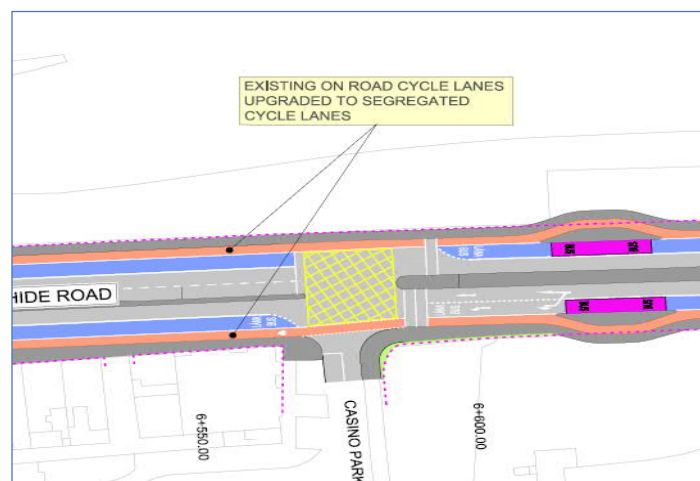 EXISTING ON ROAD CYCLE LANES
UPGRADED TO SEGREGATED
CYCLE LANES
HIDE ROAD
CASINO PARK
6+550.00
6+600.00